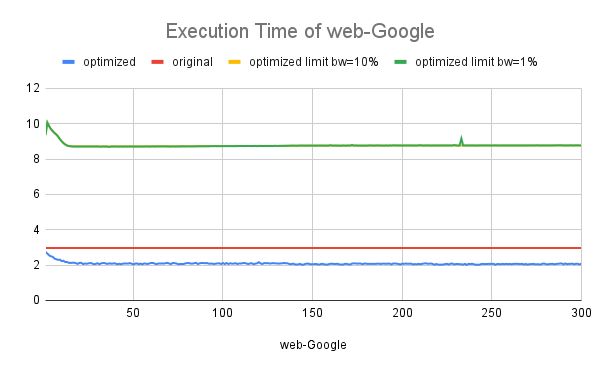 Execution Time of web-Google
optimized original optimized limit bw=10% optimized limit bw=1%
12
10
8
6
4
2
0
50 100 150 200 250 300
web-Google